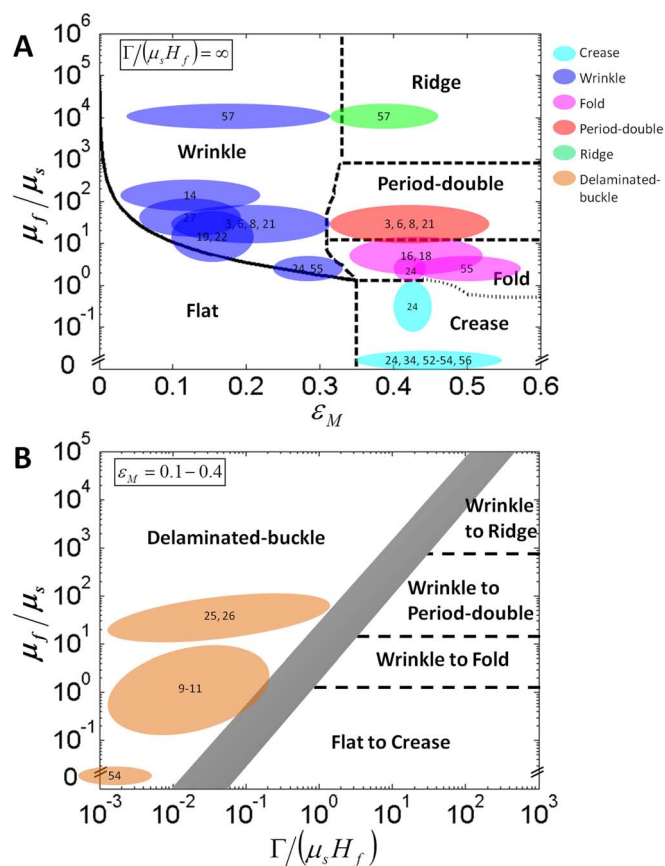 A
Γ/(μ_s H_f) = ∞
Crease
Wrinkle
Fold
Period-double
Ridge
Delaminated-
buckle
10^6
10^5
10^4
10^3
10^2
10^1
10^0
10^-1
0
μ_f/μ_s
Ridge
57
57
Wrinkle
Period-double
14
27
3, 6, 8, 21
3, 6, 8, 21
19, 22
16, 18
24, 55
24
55
Fold
Flat
24
Crease
24, 34, 52-54, 56
0
0.1
0.2
0.3
0.4
0.5
0.6
ε_M
B
ε_M = 0.1 – 0.4
10^5
10^4
10^3
10^2
10^1
10^0
10^-1
0
μ_f/μ_s
Wrinkle
to Ridge
Delaminated-buckle
Wrinkle to
Period-double
25, 26
Wrinkle to Fold
9-11
Flat to Crease
54
10^-3
10^-2
10^-1
10^0
10^1
10^2
10^3
Γ/(μ_s H_f)